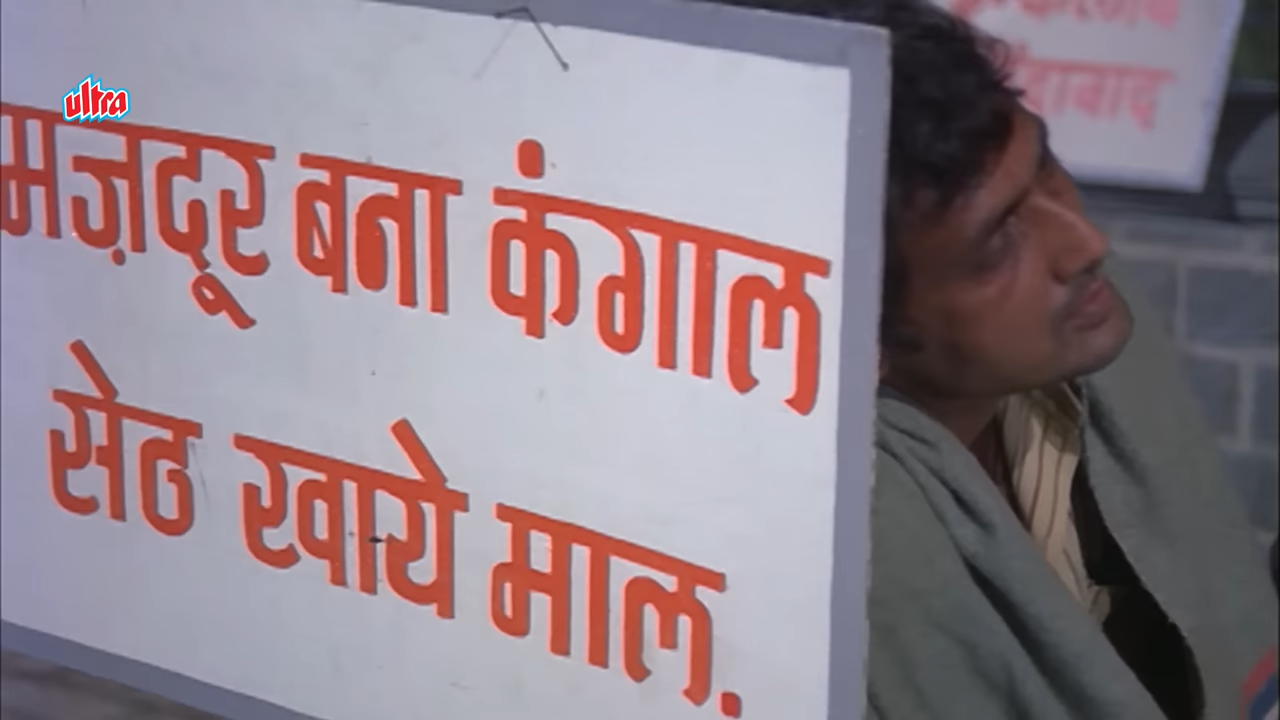 ultra
मज़दूर बना कंगाल
सेठ खाये माल.